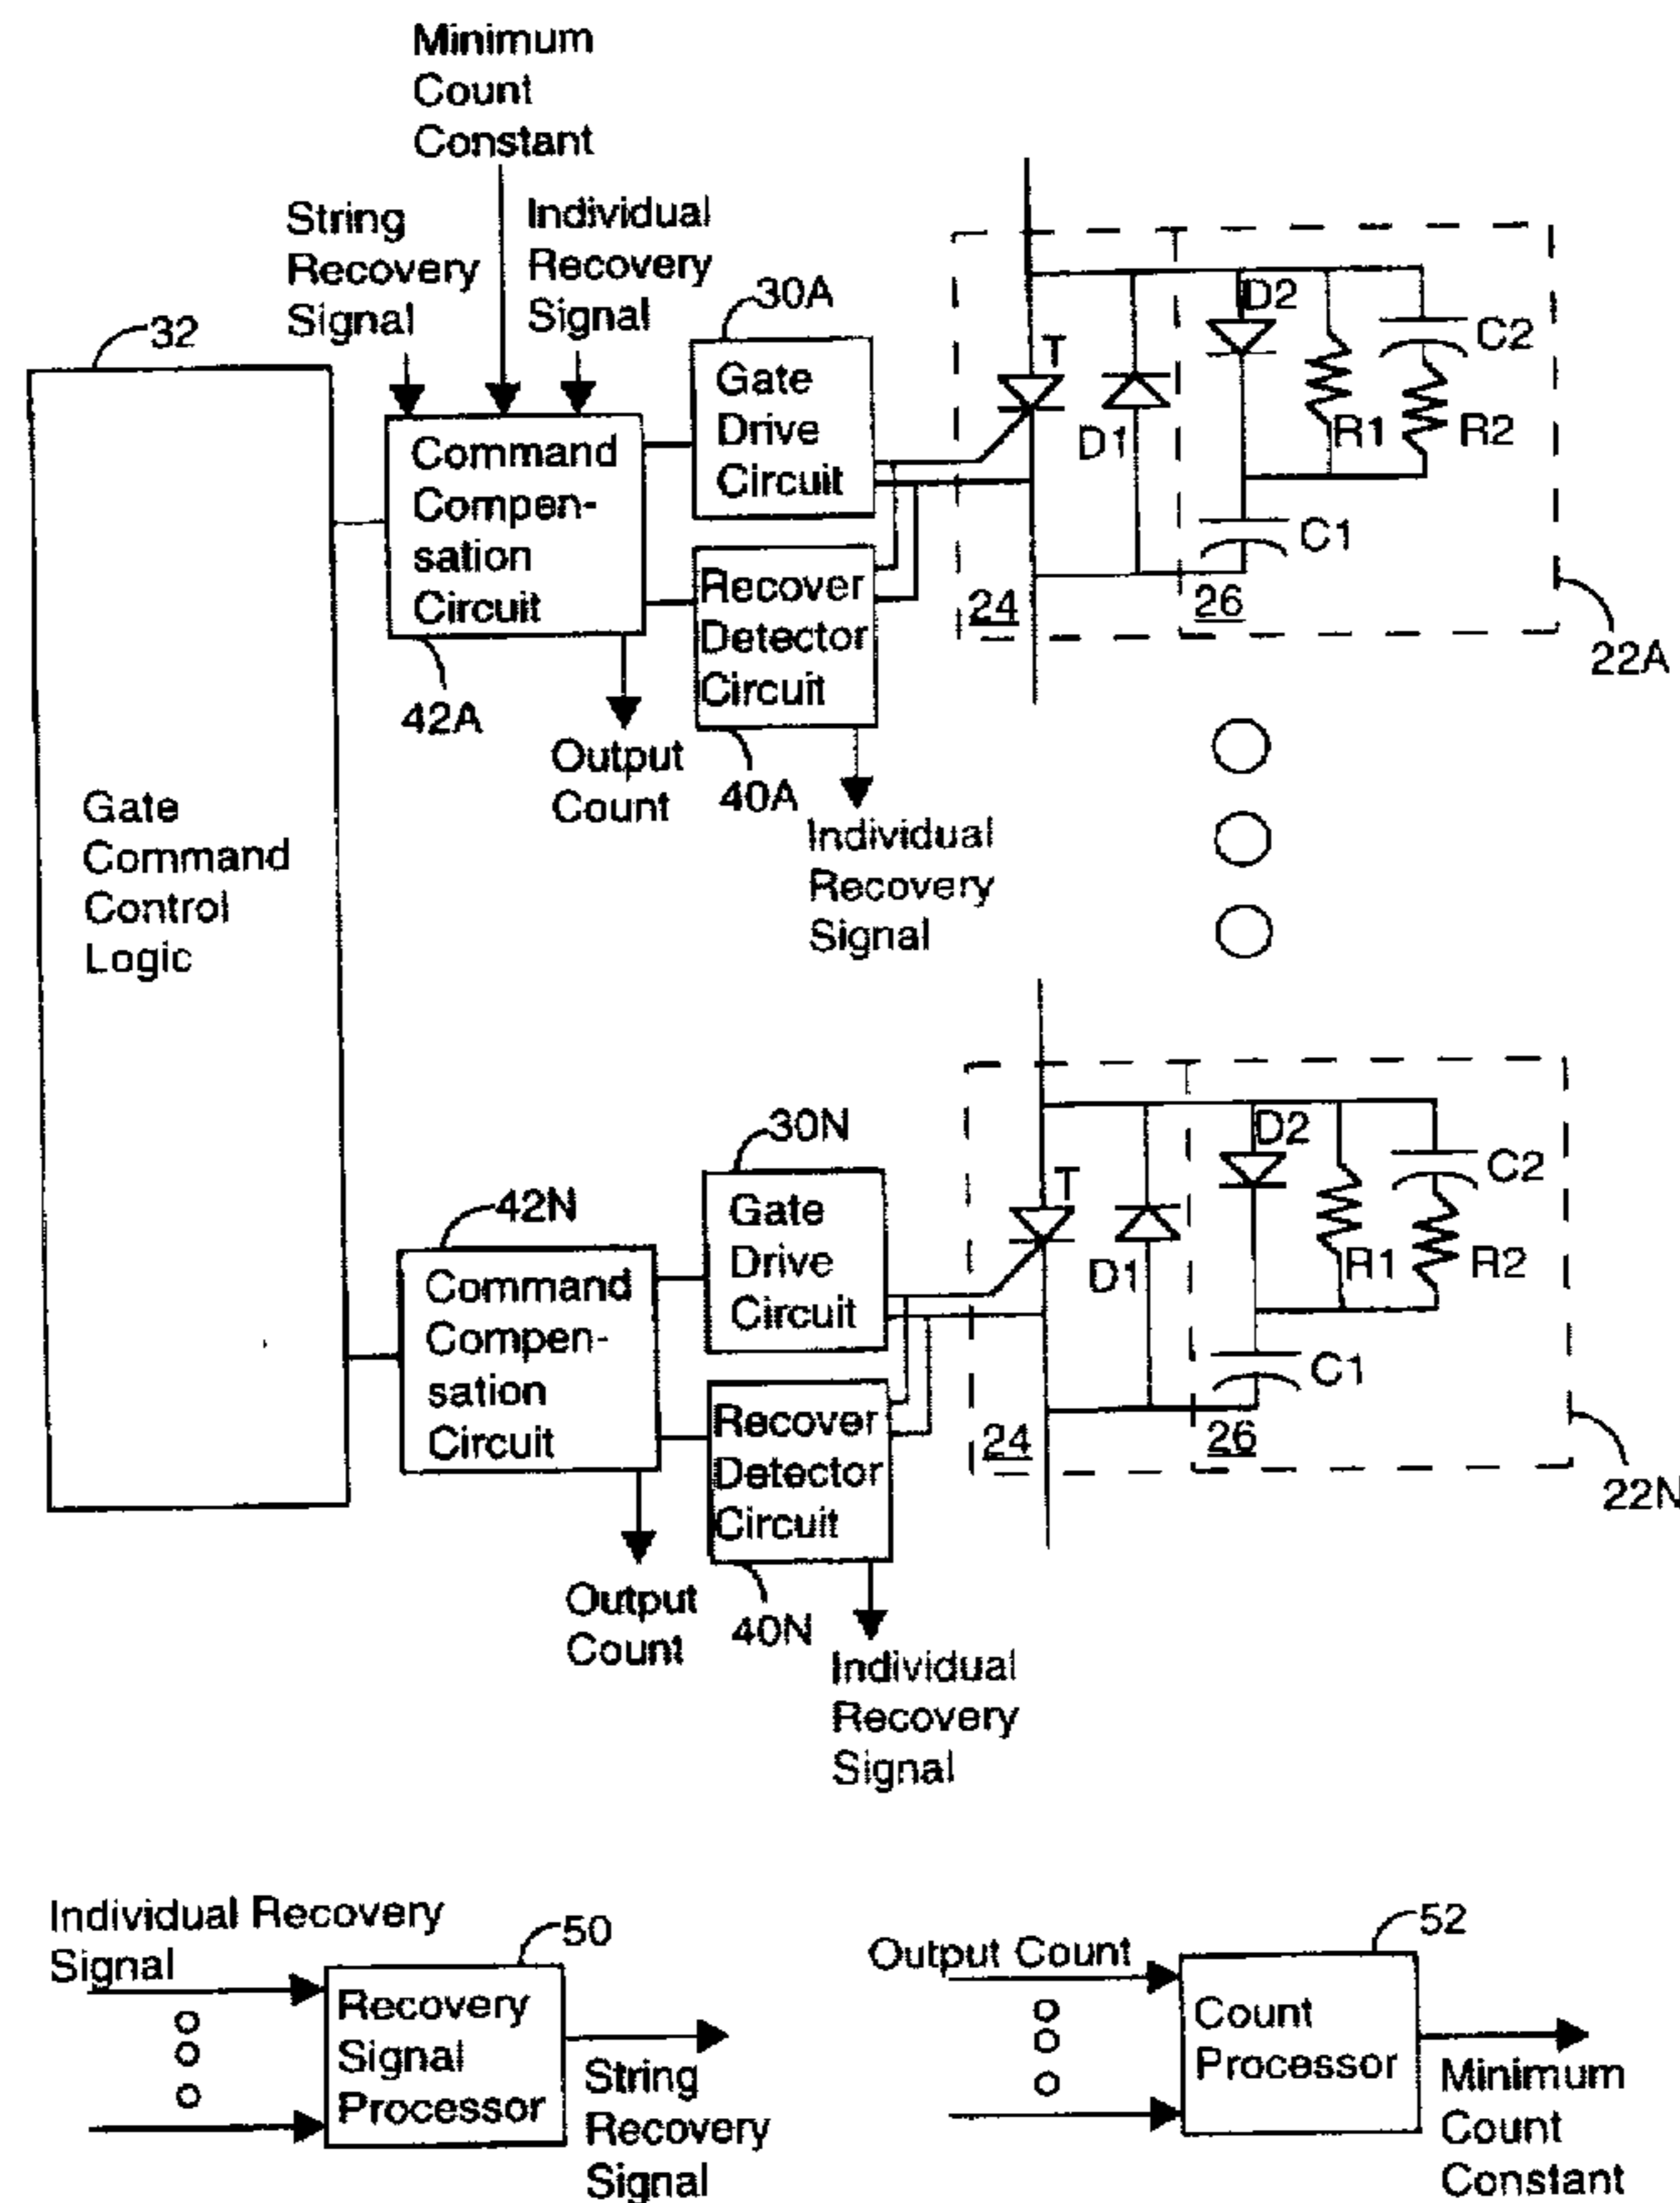 Minimum
Count
Constant
String
Recovery
Signal
Individual
Recovery
Signal
32
30A
Gate
Drive
Circuit
Command
Compen-
sation
Circuit
42A
Recover
Detector
Circuit
40A
Output
Count
Individual
Recovery
Signal
T
D1
D2
R1
C2
R2
C1
24
26
22A
Gate
Command
Control
Logic
42N
30N
Gate
Drive
Circuit
Command
Compen-
sation
Circuit
Recover
Detector
Circuit
40N
Output
Count
Individual
Recovery
Signal
T
D1
D2
R1
C2
R2
C1
24
26
22N
Individual Recovery
Signal
50
Recovery
Signal
Processor
String
Recovery
Signal
Output Count
52
Count
Processor
Minimum
Count
Constant